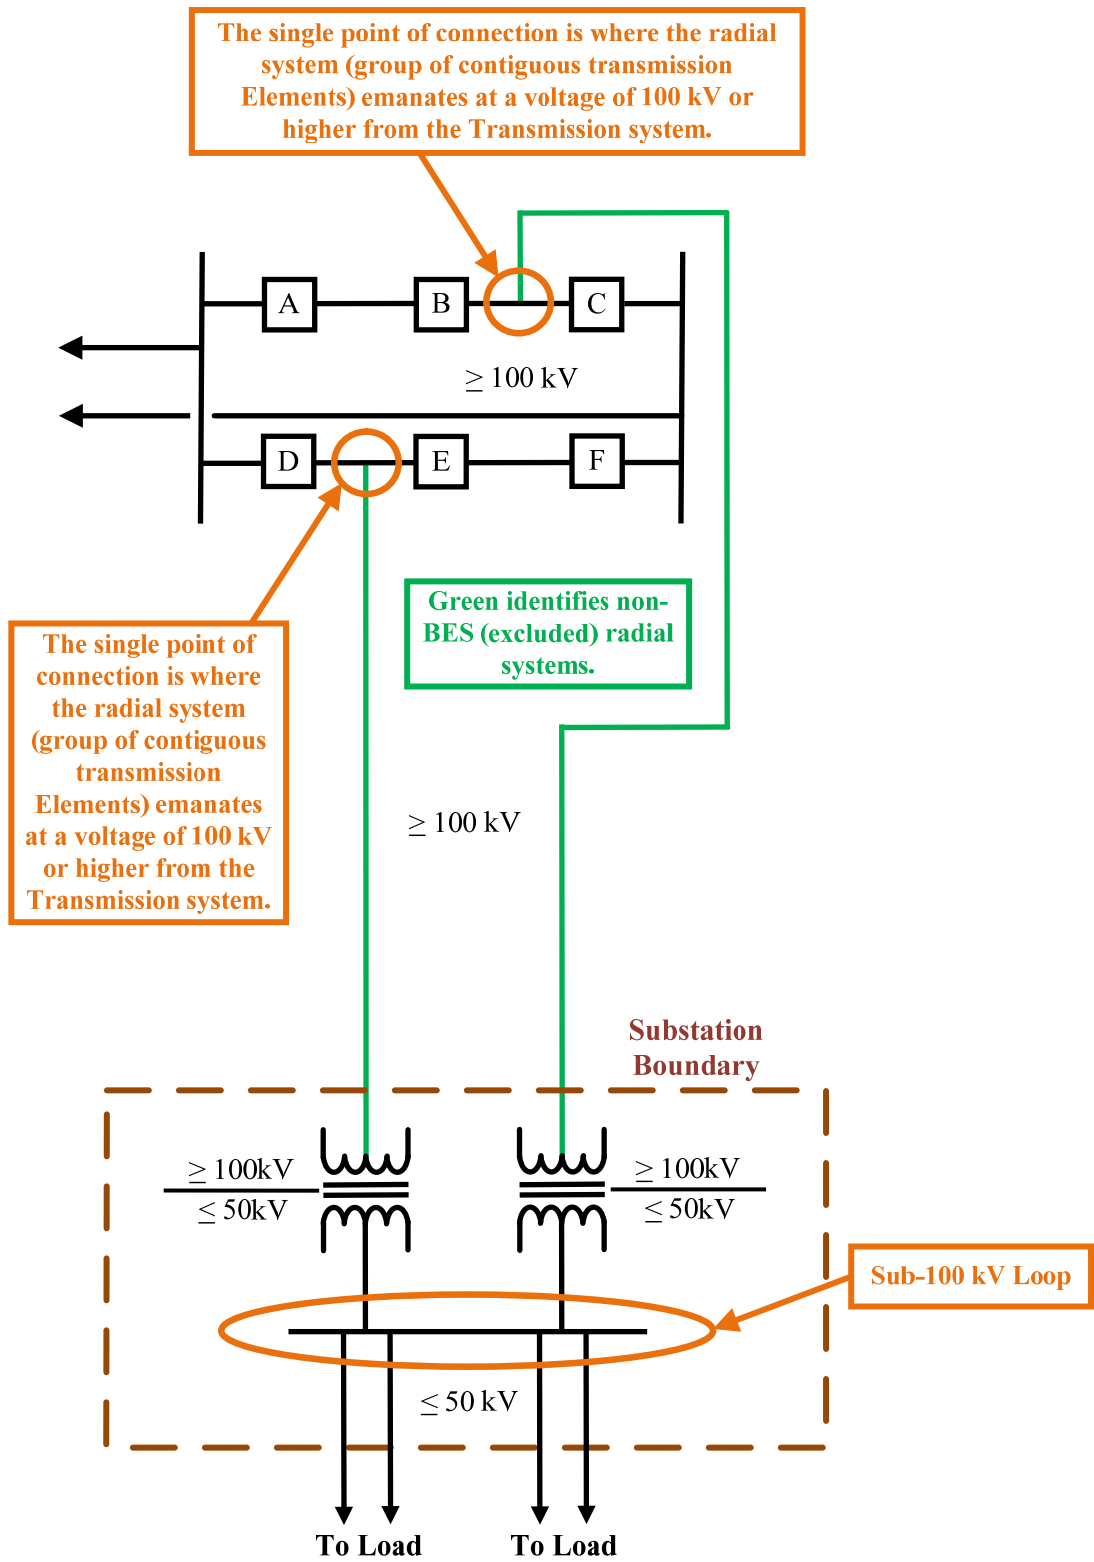 The single point of connection is where the radial
system (group of contiguous transmission
Elements) emanates at a voltage of 100 kV or
higher from the Transmission system.
A
B
C
≥ 100 kV
D
E
F
Green identifies non-
BES (excluded) radial
systems.
The single point of
connection is where
the radial system
(group of contiguous
transmission
Elements) emanates
at a voltage of 100 kV
or higher from the
Transmission system.
≥ 100 kV
Substation
Boundary
≥ 100kV
≤ 50kV
≥ 100kV
≤ 50kV
Sub-100 kV Loop
≤ 50 kV
To Load
To Load